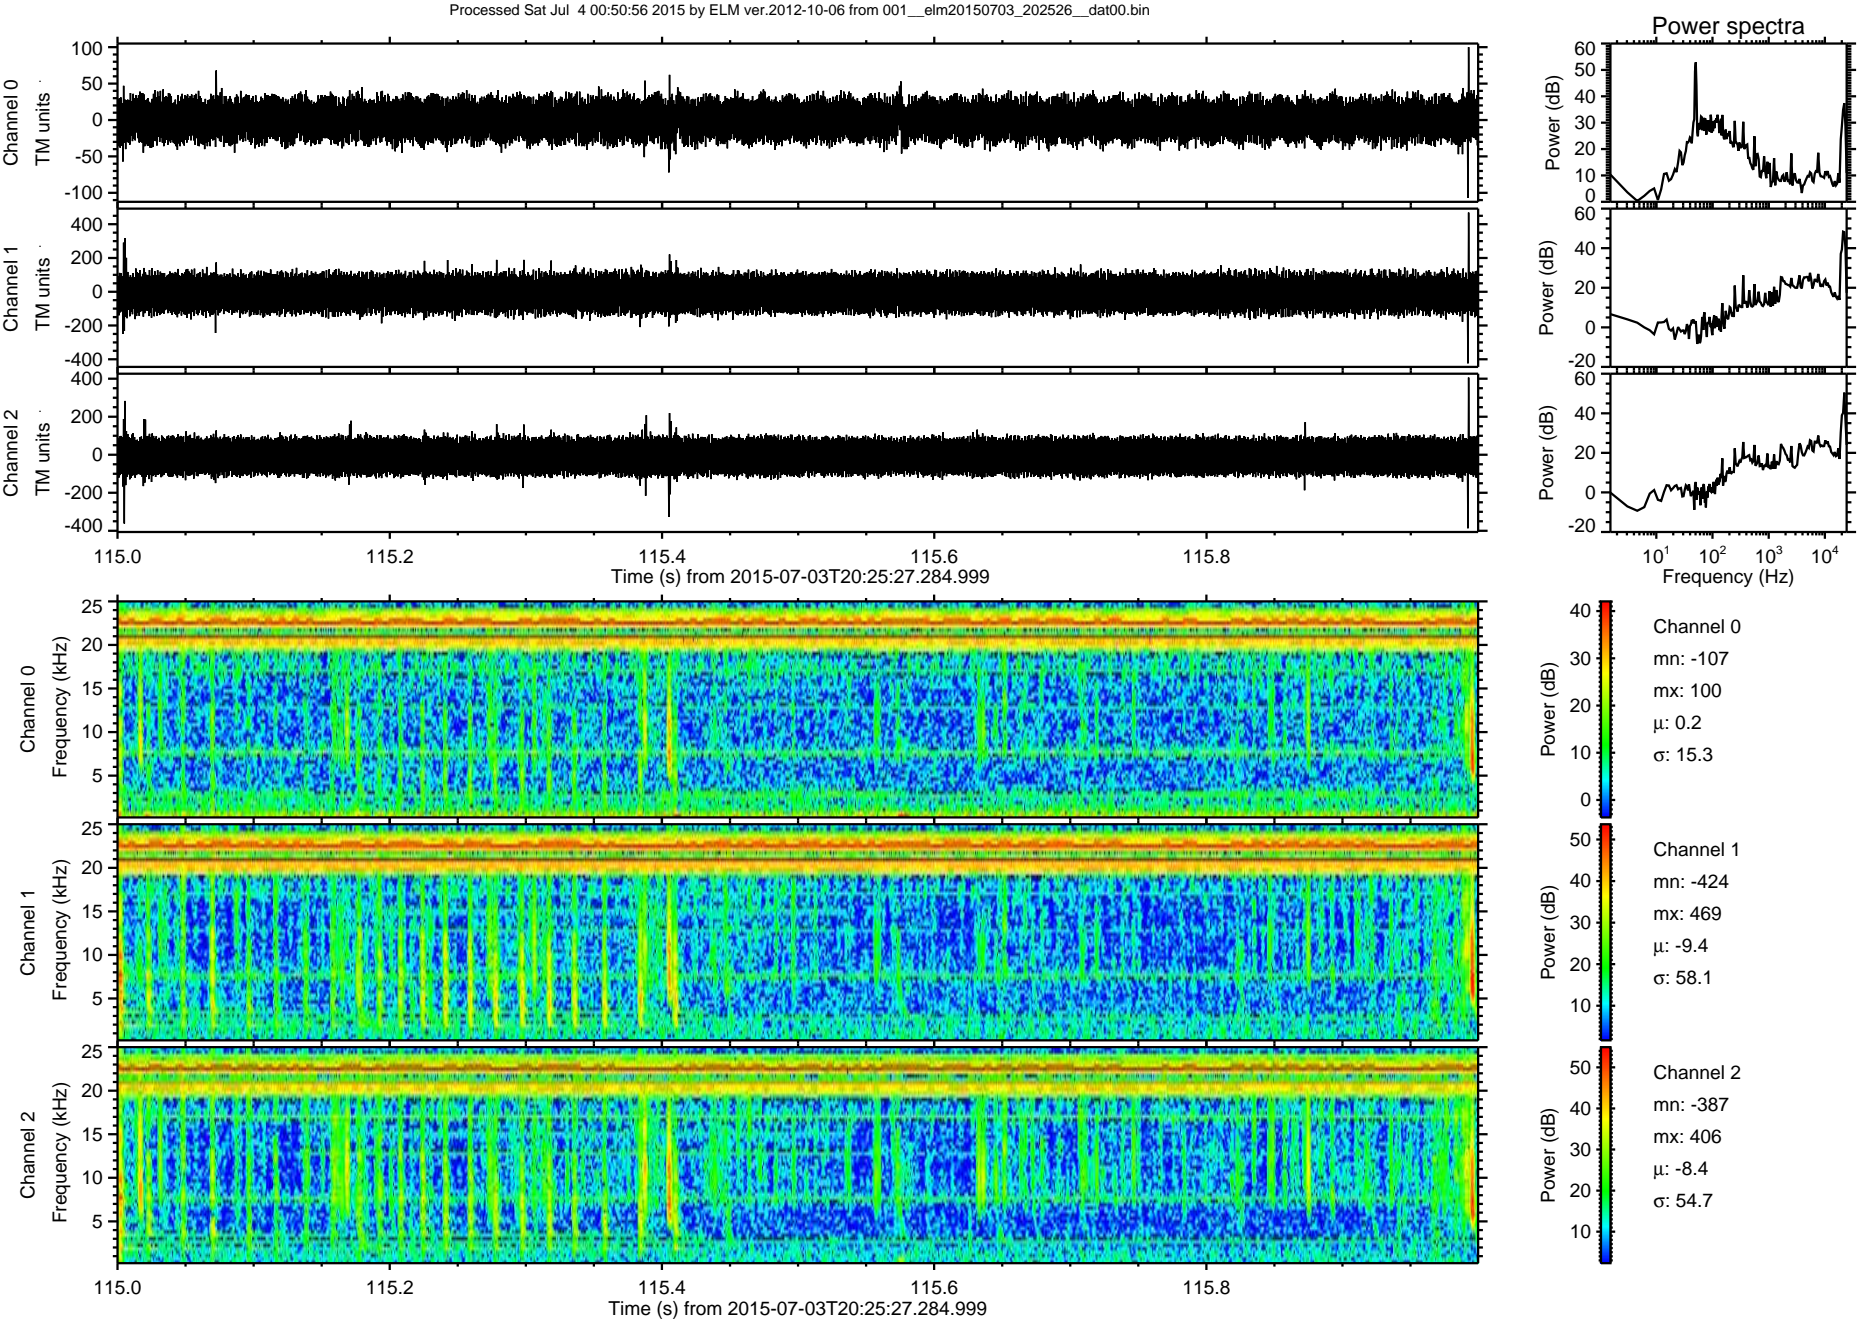 Processed Sat Jul  4 00:50:56 2015 by ELM ver.2012-10-06 from 001__elm20150703_202526__dat00.bin
Power spectra
Channel 0
TM units
100
50
0
-50
-100
Power (dB)
60
50
40
30
20
10
0
Channel 1
TM units
400
200
0
-200
-400
Power (dB)
60
40
20
0
-20
Channel 2
TM units
400
200
0
-200
-400
Power (dB)
60
40
20
0
-20
115.0 115.2 115.4 115.6 115.8
Time (s) from 2015-07-03T20:25:27.284.999
10¹ 10² 10³ 10⁴
Frequency (Hz)
Channel 0
Frequency (kHz)
25
20
15
10
5
Power (dB)
40
30
20
10
0
Channel 0
mn: -107
mx: 100
μ: 0.2
σ: 15.3
Channel 1
Frequency (kHz)
25
20
15
10
5
Power (dB)
50
40
30
20
10
Channel 1
mn: -424
mx: 469
μ: -9.4
σ: 58.1
Channel 2
Frequency (kHz)
25
20
15
10
5
Power (dB)
50
40
30
20
10
Channel 2
mn: -387
mx: 406
μ: -8.4
σ: 54.7
115.0 115.2 115.4 115.6 115.8
Time (s) from 2015-07-03T20:25:27.284.999